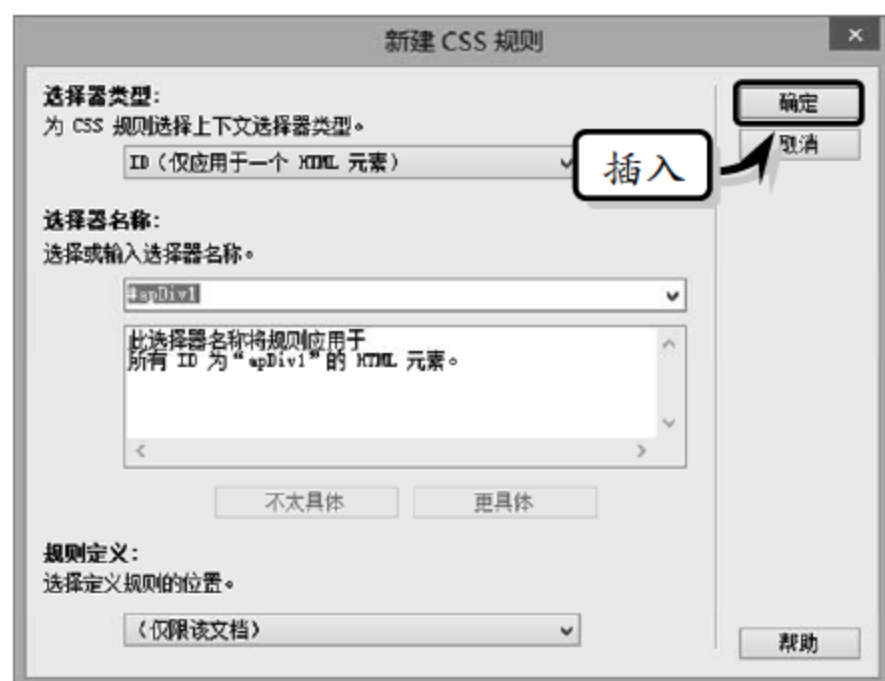 新建 CSS 规则
×
选择器类型:
为 CSS 规则选择上下文选择器类型。
ID（仅应用于一个 HTML 元素）
确定
取消
插入
选择器名称:
选择或输入选择器名称。
#apDiv1
此选择器名称将规则应用于
所有 ID 为“apDiv1”的 HTML 元素。
不太具体
更具体
规则定义:
选择定义规则的位置。
（仅限该文档）
帮助